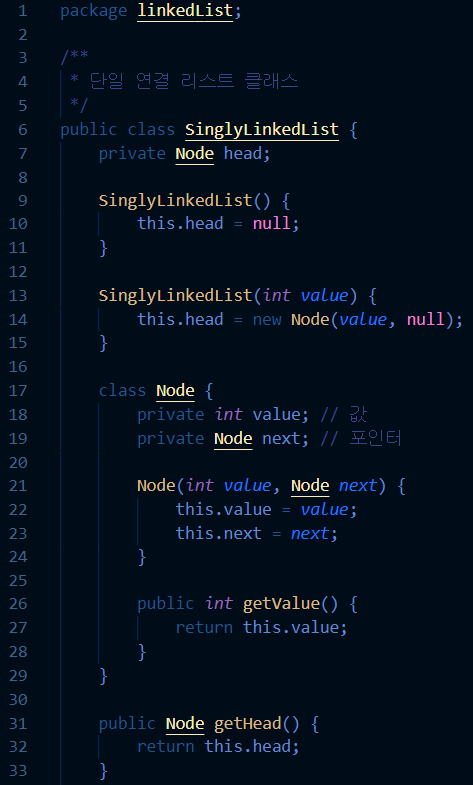 1 package linkedList;
2
3 /**
4  * 단일 연결 리스트 클래스
5  */
6 public class SinglyLinkedList {
7     private Node head;
8
9     SinglyLinkedList() {
10         this.head = null;
11     }
12
13     SinglyLinkedList(int value) {
14         this.head = new Node(value, null);
15     }
16
17     class Node {
18         private int value; // 값
19         private Node next; // 포인터
20
21         Node(int value, Node next) {
22             this.value = value;
23             this.next = next;
24         }
25
26         public int getValue() {
27             return this.value;
28         }
29     }
30
31     public Node getHead() {
32         return this.head;
33     }